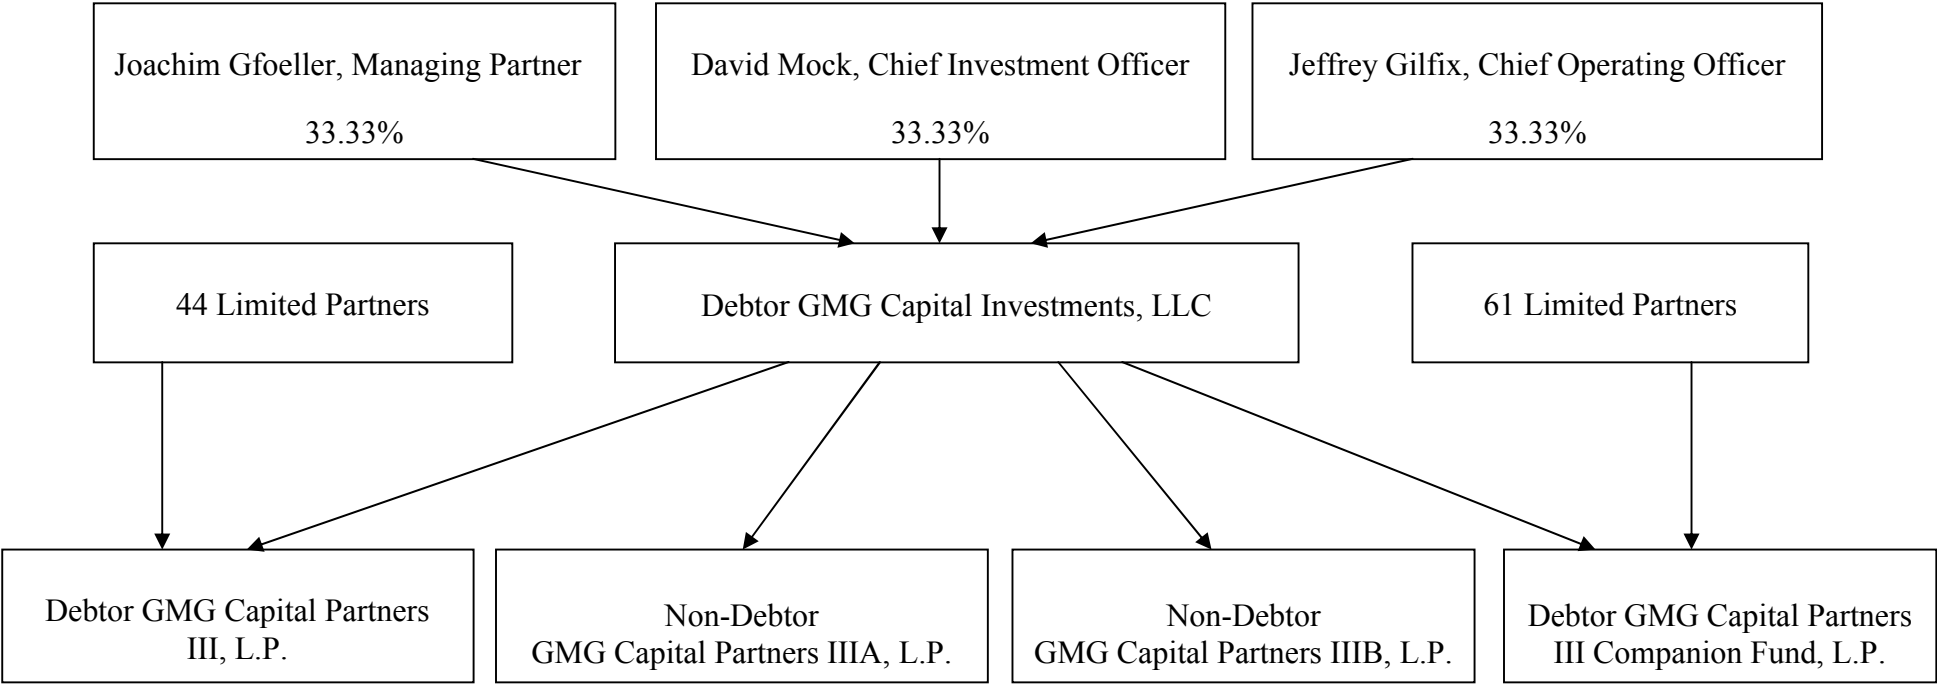 Joachim Gfoeller, Managing Partner
33.33%
David Mock, Chief Investment Officer
33.33%
Jeffrey Gilfix, Chief Operating Officer
33.33%
44 Limited Partners
Debtor GMG Capital Investments, LLC
61 Limited Partners
Debtor GMG Capital Partners
III, L.P.
Non-Debtor
GMG Capital Partners IIIA, L.P.
Non-Debtor
GMG Capital Partners IIIB, L.P.
Debtor GMG Capital Partners
III Companion Fund, L.P.